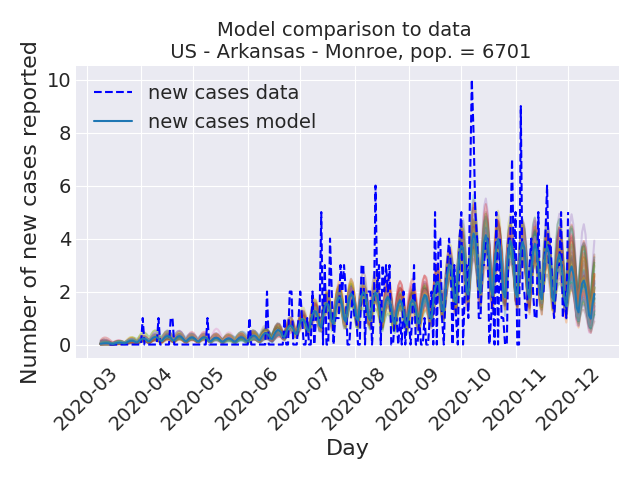 Model comparison to data
US - Arkansas - Monroe, pop. = 6701
Number of new cases reported
10
8
6
4
2
0
new cases data
new cases model
2020-03
2020-04
2020-05
2020-06
2020-07
2020-08
2020-09
2020-10
2020-11
2020-12
Day